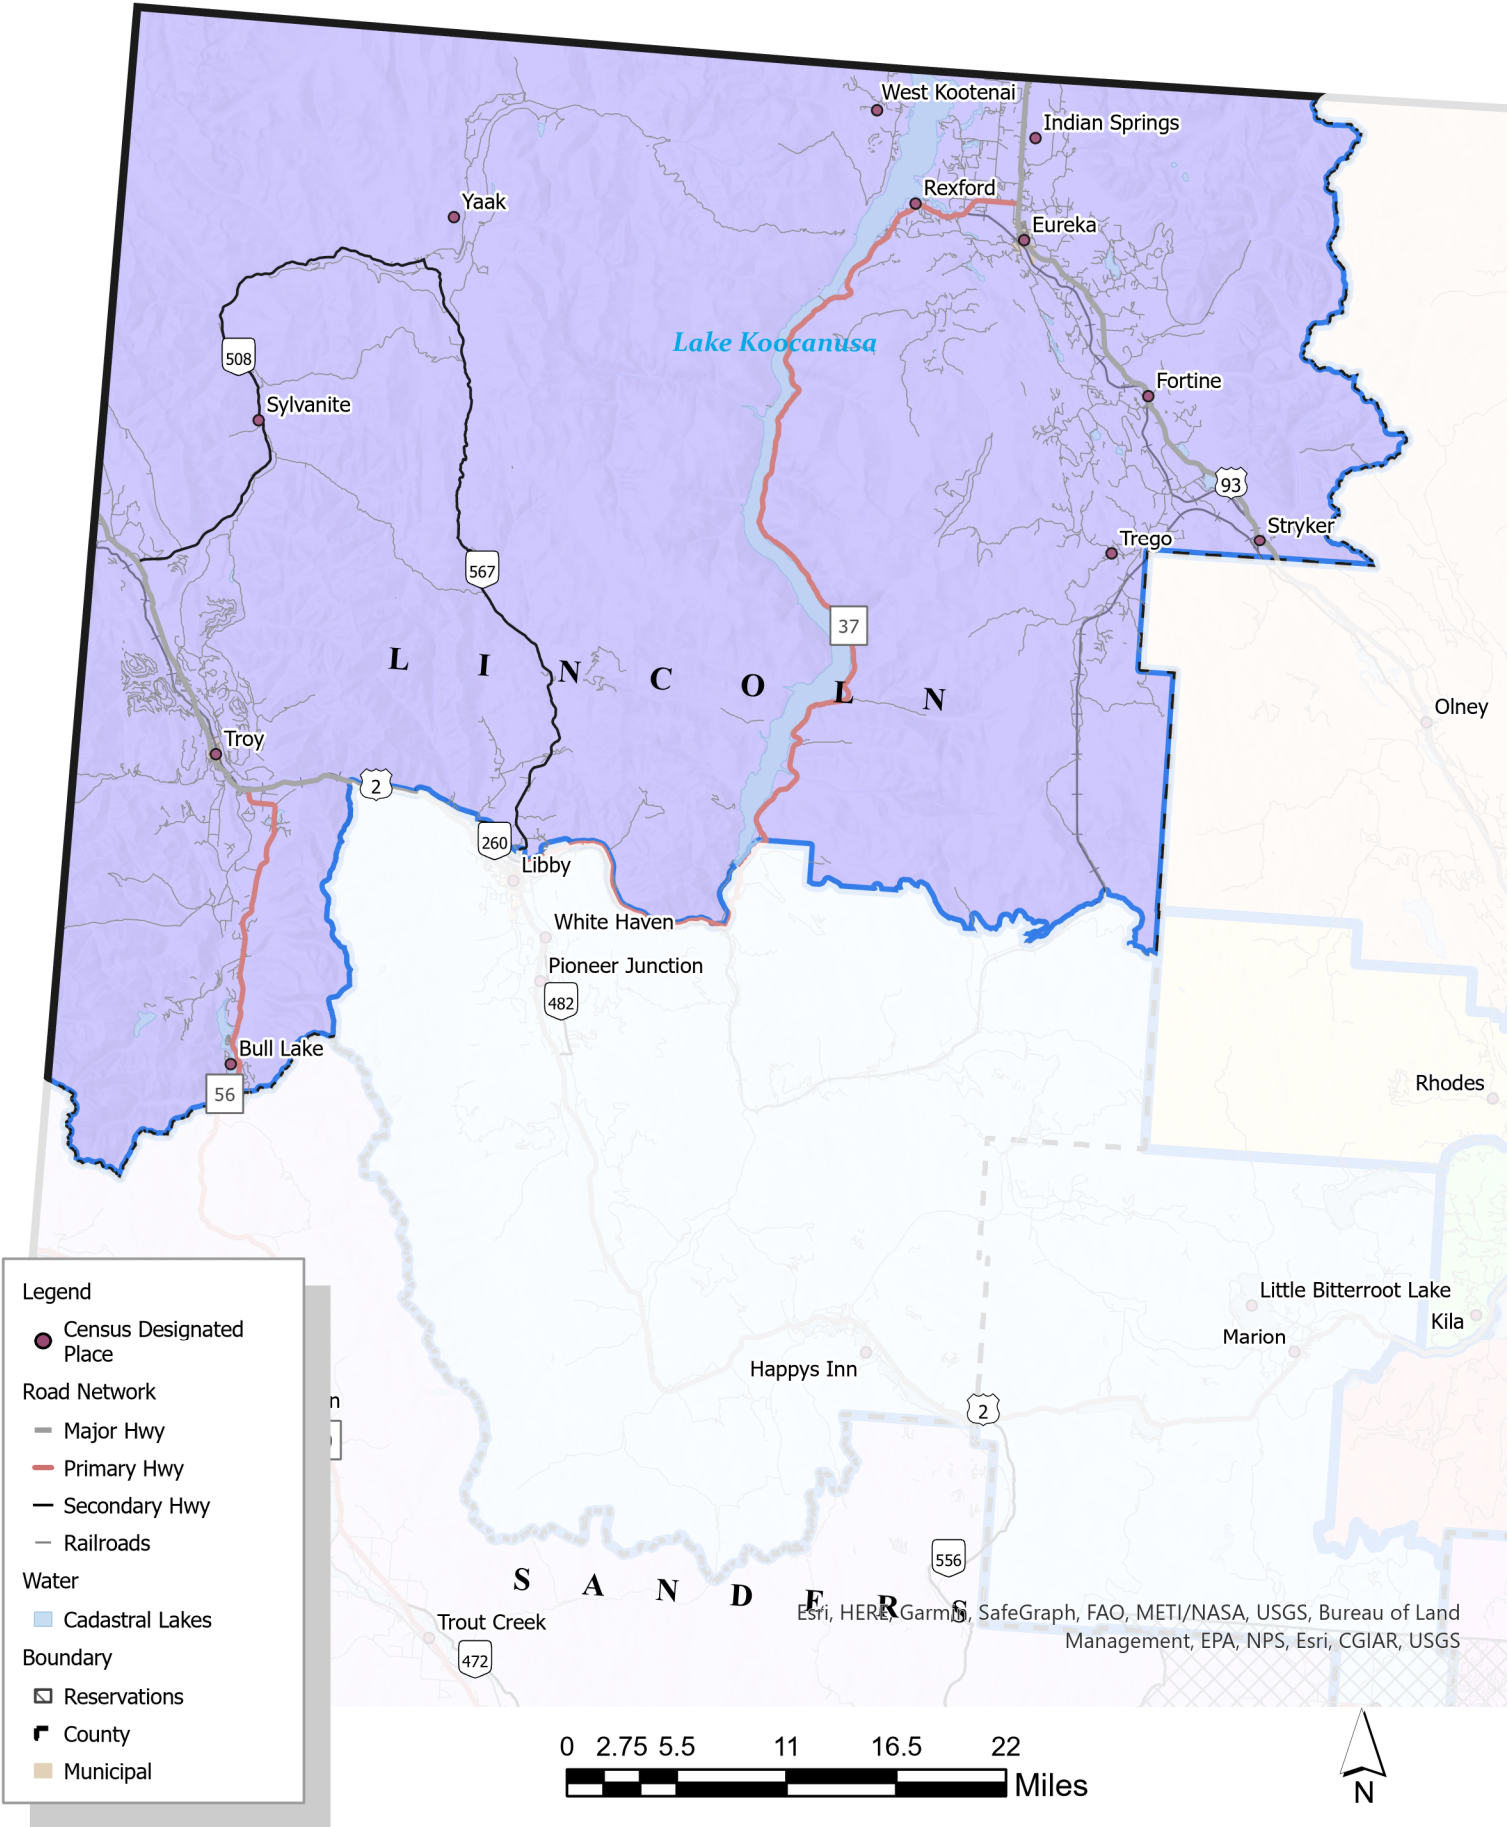 West Kootenai
Indian Springs
Rexford
Yaak
Eureka
Lake Koocanusa
508
Fortine
Sylvanite
93
Stryker
Trego
567
37
L I N C O L N
Olney
Troy
2
260
Libby
White Haven
Pioneer Junction
482
Bull Lake
56
Rhodes
Little Bitterroot Lake
Kila
Marion
Happys Inn
2
n
556
S A N D E R S
Trout Creek
472
Legend
Census Designated
Place
Road Network
Major Hwy
Primary Hwy
Secondary Hwy
Railroads
Water
Cadastral Lakes
Boundary
Reservations
County
Municipal
Esri, HERE, Garmin, SafeGraph, FAO, METI/NASA, USGS, Bureau of Land
Management, EPA, NPS, Esri, CGIAR, USGS
0 2.75 5.5 11 16.5 22
Miles
N